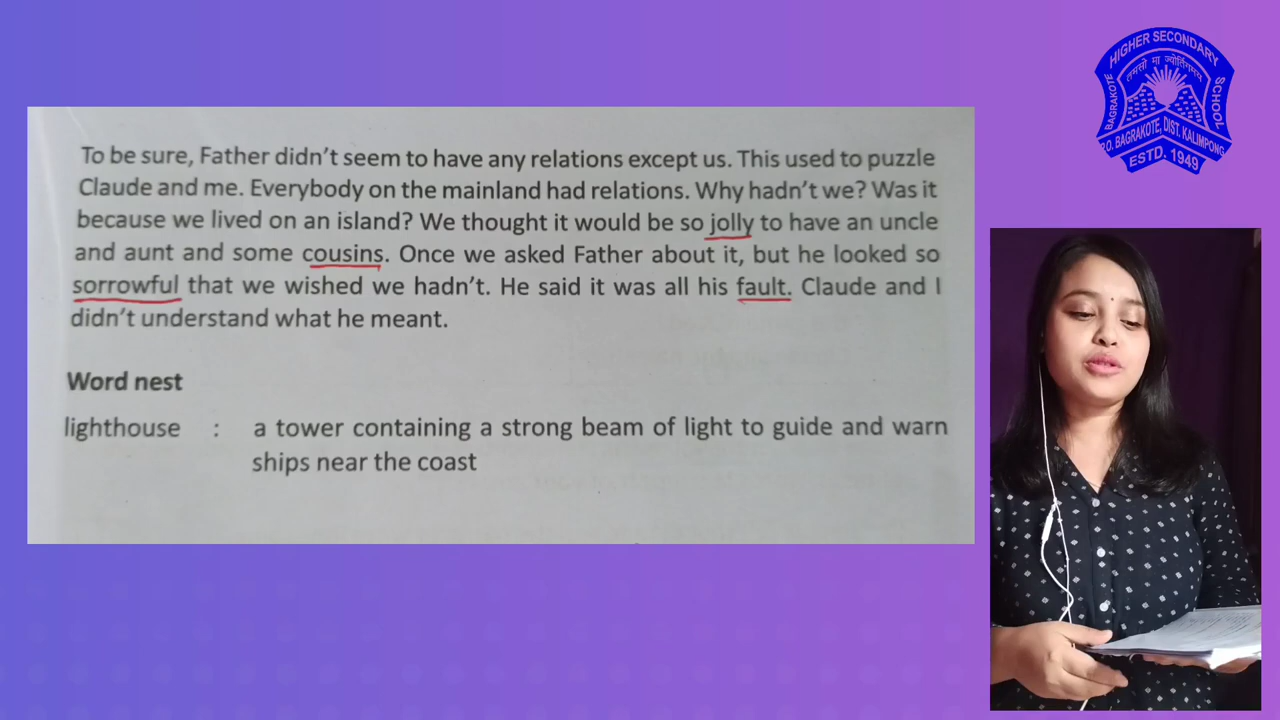 To be sure, Father didn't seem to have any relations except us. This used to puzzle
Claude and me. Everybody on the mainland had relations. Why hadn't we? Was it
because we lived on an island? We thought it would be so jolly to have an uncle
and aunt and some cousins. Once we asked Father about it, but he looked so
sorrowful that we wished we hadn't. He said it was all his fault. Claude and I
didn't understand what he meant.
Word nest
lighthouse : a tower containing a strong beam of light to guide and warn
ships near the coast
BAGRAKOTE HIGHER SECONDARY SCHOOL
तमसो मा ज्योर्तिगमय
P.O. BAGRAKOTE, DIST. KALIMPONG
ESTD. 1949